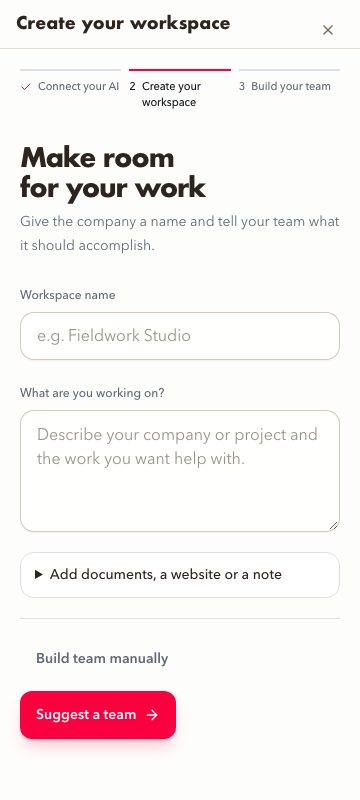 Create your workspace
Connect your AI
2 Create your
workspace
3 Build your team
Make room
for your work
Give the company a name and tell your team what
it should accomplish.
Workspace name
e.g. Fieldwork Studio
What are you working on?
Describe your company or project and
the work you want help with.
Add documents, a website or a note
Build team manually
Suggest a team